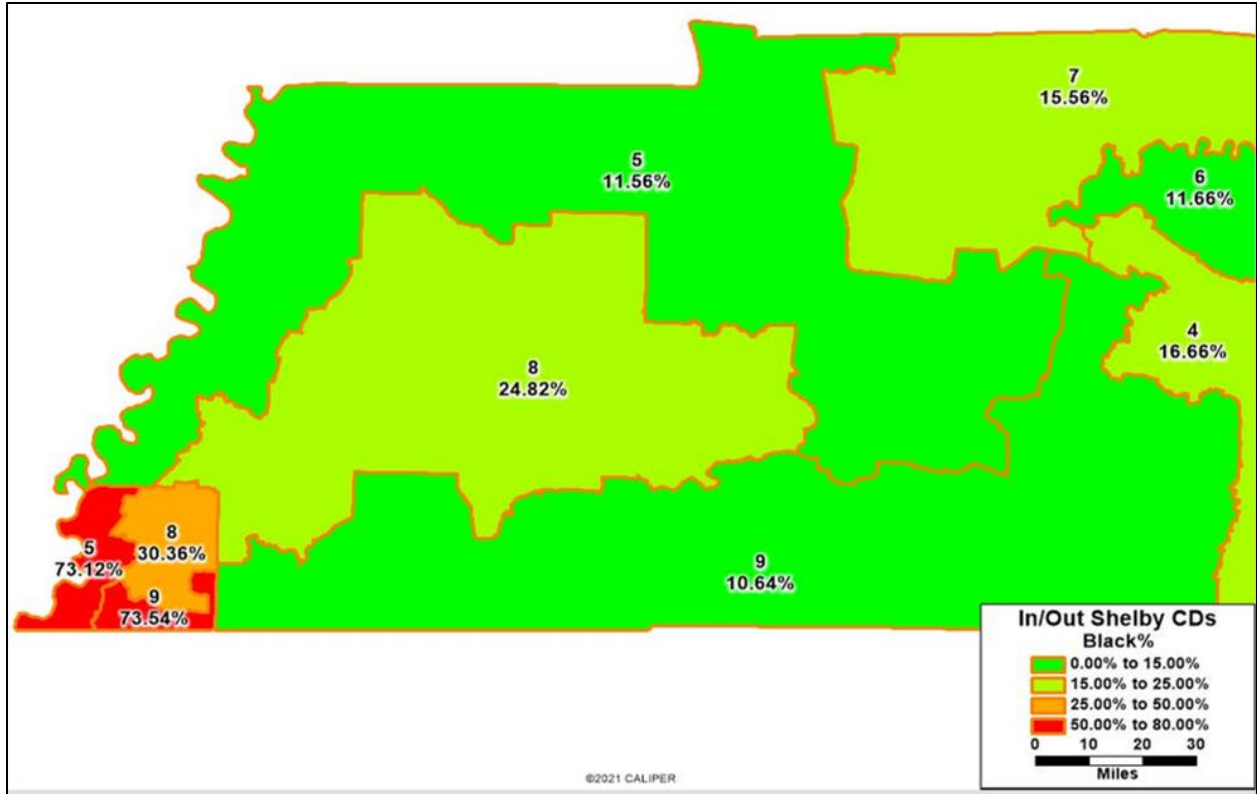 7
15.56%
5
11.56%
6
11.66%
4
16.66%
8
24.82%
8
30.36%
5
73.12%
9
73.54%
9
10.64%
In/Out Shelby CDs
Black%
0.00% to 15.00%
15.00% to 25.00%
25.00% to 50.00%
50.00% to 80.00%
0 10 20 30
Miles
©2021 CALIPER